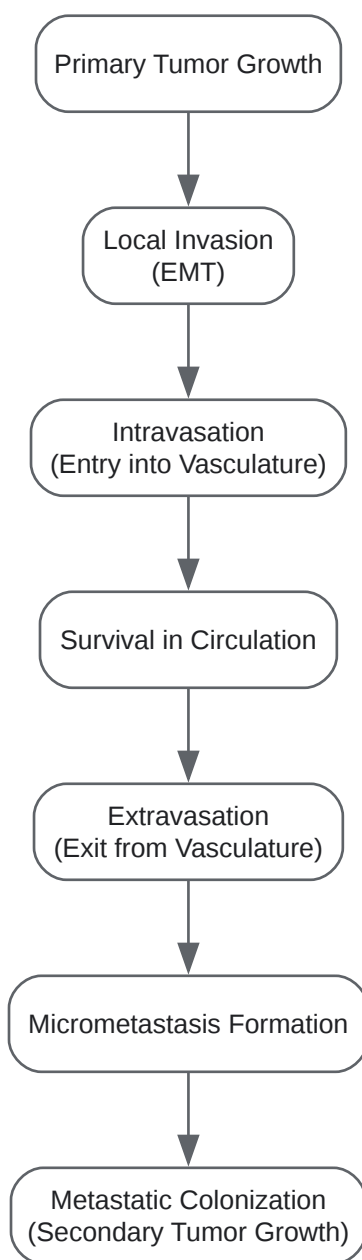 Primary Tumor Growth
Local Invasion
(EMT)
Intravasation
(Entry into Vasculature)
Survival in Circulation
Extravasation
(Exit from Vasculature)
Micrometastasis Formation
Metastatic Colonization
(Secondary Tumor Growth)